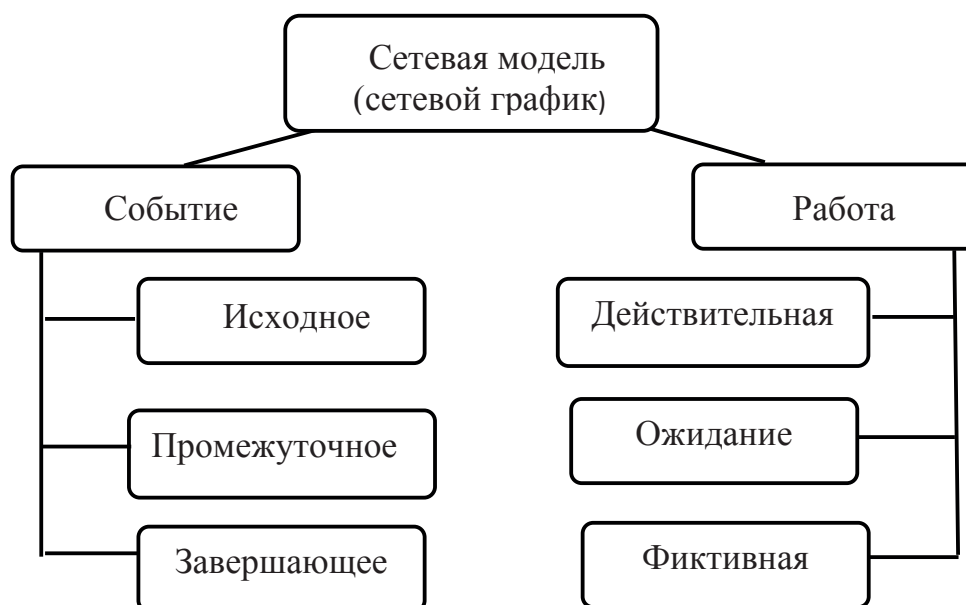 Сетевая модель
(сетевой график)
Событие
Работа
Исходное
Действительная
Промежуточное
Ожидание
Завершающее
Фиктивная